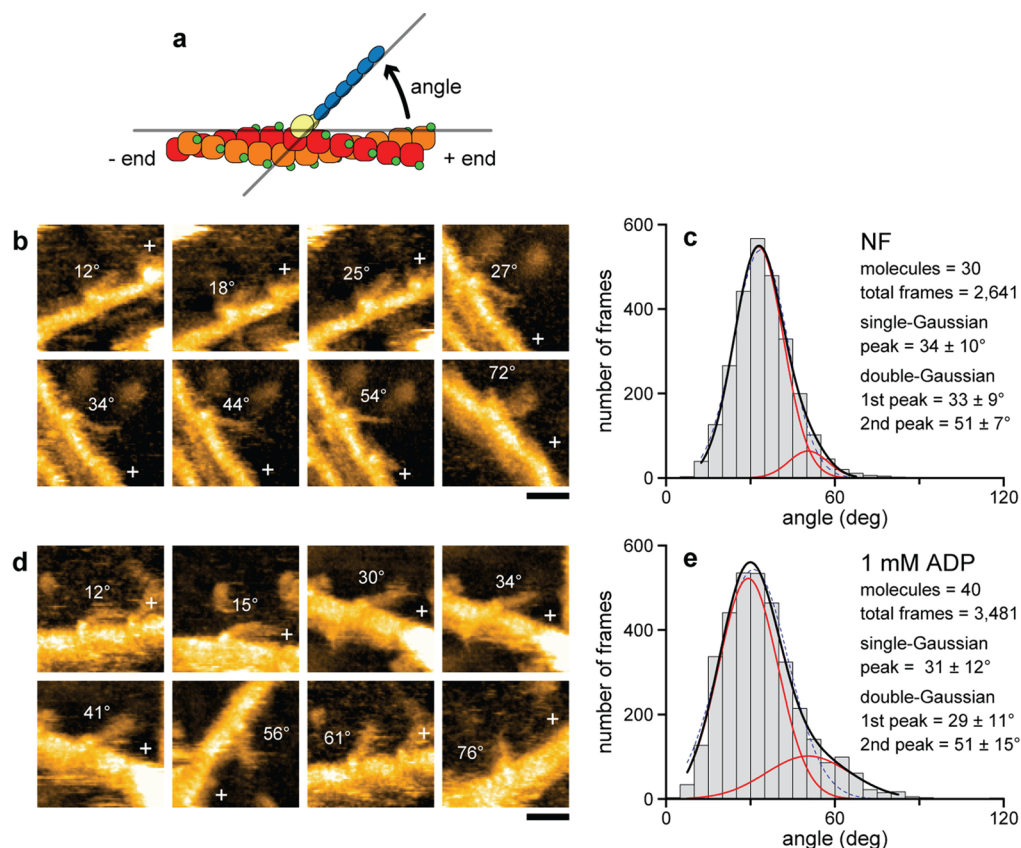 a
angle
- end
+ end
b
12°
+
18°
+
25°
+
27°
+
34°
+
44°
+
54°
+
72°
+
c
600
400
200
0
0
60
120
number of frames
angle (deg)
NF
molecules = 30
total frames = 2,641
single-Gaussian
peak = 34 ± 10°
double-Gaussian
1st peak = 33 ± 9°
2nd peak = 51 ± 7°
d
12°
+
15°
+
30°
+
34°
+
41°
+
56°
+
61°
+
76°
+
e
600
400
200
0
0
60
120
number of frames
angle (deg)
1 mM ADP
molecules = 40
total frames = 3,481
single-Gaussian
peak = 31 ± 12°
double-Gaussian
1st peak = 29 ± 11°
2nd peak = 51 ± 15°